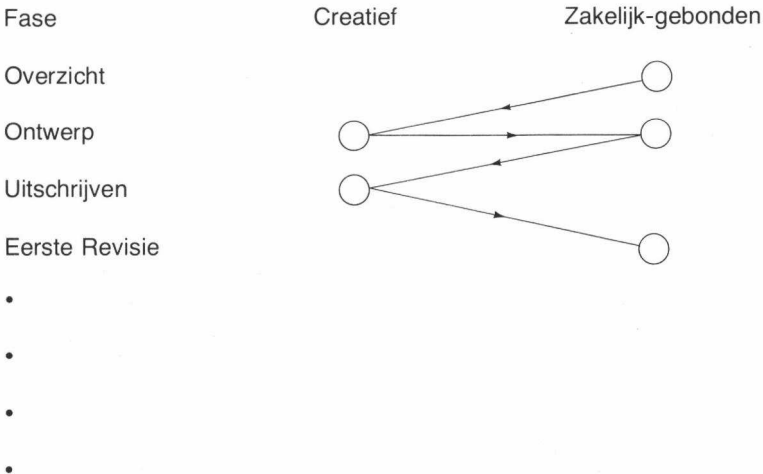 Fase Creatief Zakelijk-gebonden
Overzicht
Ontwerp
Uitschrijven
Eerste Revisie
•
•
•
•